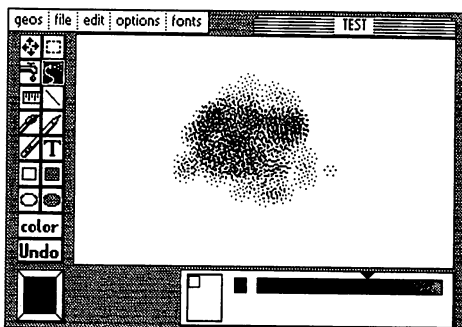 geos file edit options fonts
TEST
T
color
Undo